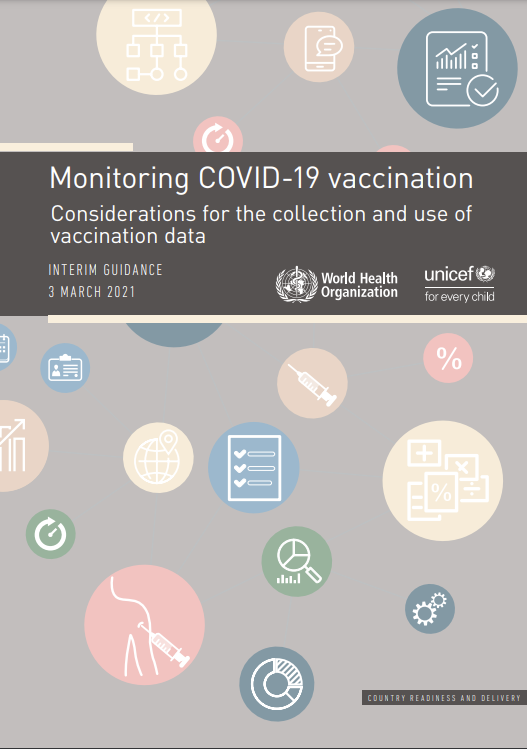 Monitoring COVID-19 vaccination
Considerations for the collection and use of
vaccination data
INTERIM GUIDANCE
3 MARCH 2021
World Health
Organization
unicef
for every child
%
%
COUNTRY READINESS AND DELIVERY